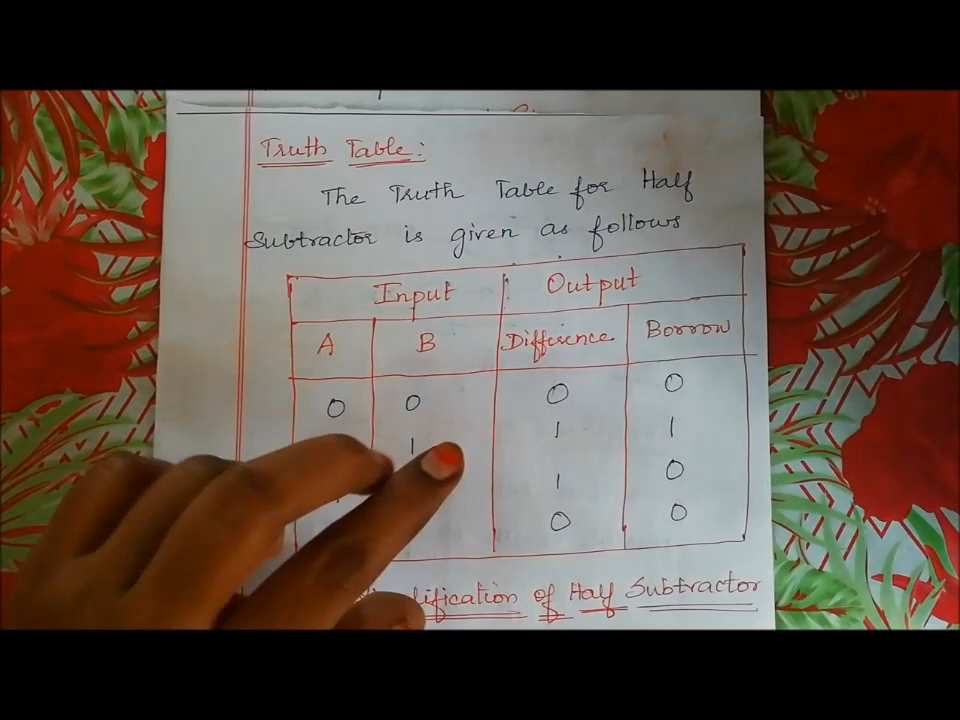 Truth Table:
The Truth Table for Half
Subtractor is given as follows
Input Output
A B Difference Borrow
0 0 0 0
1 1 1
1 0
0 0
of Half Subtractor